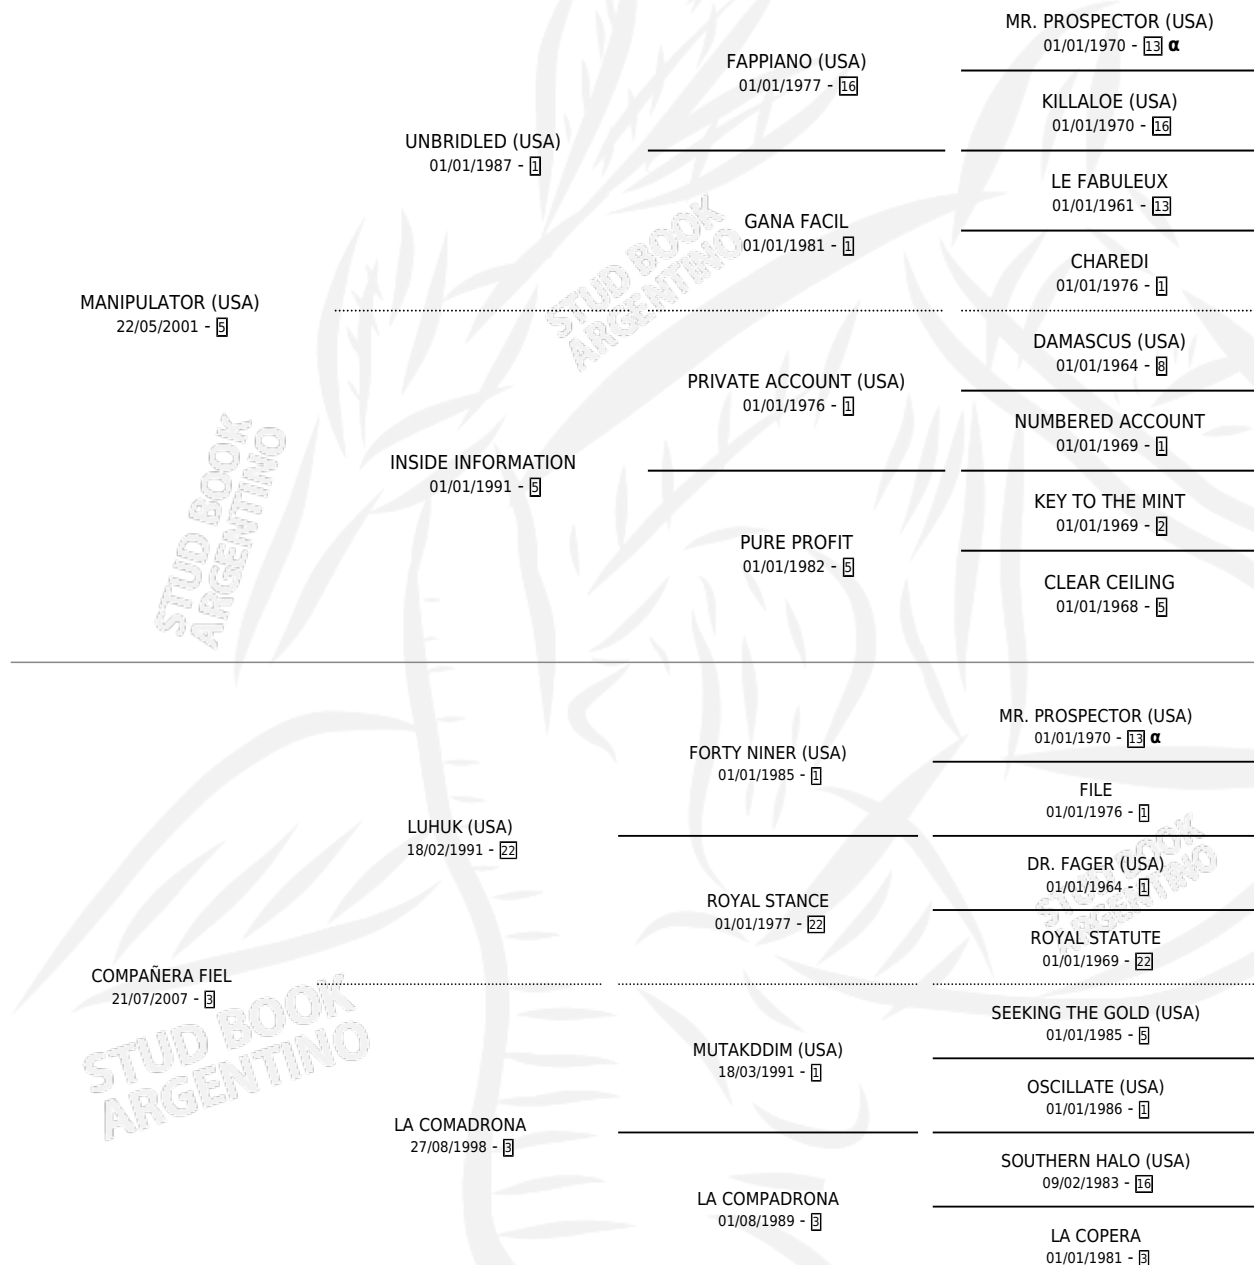 MR. PROSPECTOR (USA)
01/01/1970 - 13 α
FAPPIANO (USA)
01/01/1977 - 16
KILLALOE (USA)
01/01/1970 - 16
UNBRIDLED (USA)
01/01/1987 - 1
LE FABULEUX
01/01/1961 - 13
GANA FACIL
01/01/1981 - 1
CHAREDI
01/01/1976 - 1
MANIPULATOR (USA)
22/05/2001 - 5
DAMASCUS (USA)
01/01/1964 - 8
PRIVATE ACCOUNT (USA)
01/01/1976 - 1
NUMBERED ACCOUNT
01/01/1969 - 1
INSIDE INFORMATION
01/01/1991 - 5
KEY TO THE MINT
01/01/1969 - 2
PURE PROFIT
01/01/1982 - 5
CLEAR CEILING
01/01/1968 - 5
STUD BOOK
ARGENTINO
STUD BOOK
ARGENTINO
MR. PROSPECTOR (USA)
01/01/1970 - 13 α
FORTY NINER (USA)
01/01/1985 - 1
FILE
01/01/1976 - 1
LUHUK (USA)
18/02/1991 - 22
DR. FAGER (USA)
01/01/1964 - 1
ROYAL STANCE
01/01/1977 - 22
ROYAL STATUTE
01/01/1969 - 22
COMPAÑERA FIEL
21/07/2007 - 3
SEEKING THE GOLD (USA)
01/01/1985 - 5
MUTAKDDIM (USA)
18/03/1991 - 1
OSCILLATE (USA)
01/01/1986 - 1
LA COMADRONA
27/08/1998 - 3
SOUTHERN HALO (USA)
09/02/1983 - 16
LA COMPADRONA
01/08/1989 - 3
LA COPERA
01/01/1981 - 3
STUD BOOK
ARGENTINO
STUD BOOK
ARGENTINO